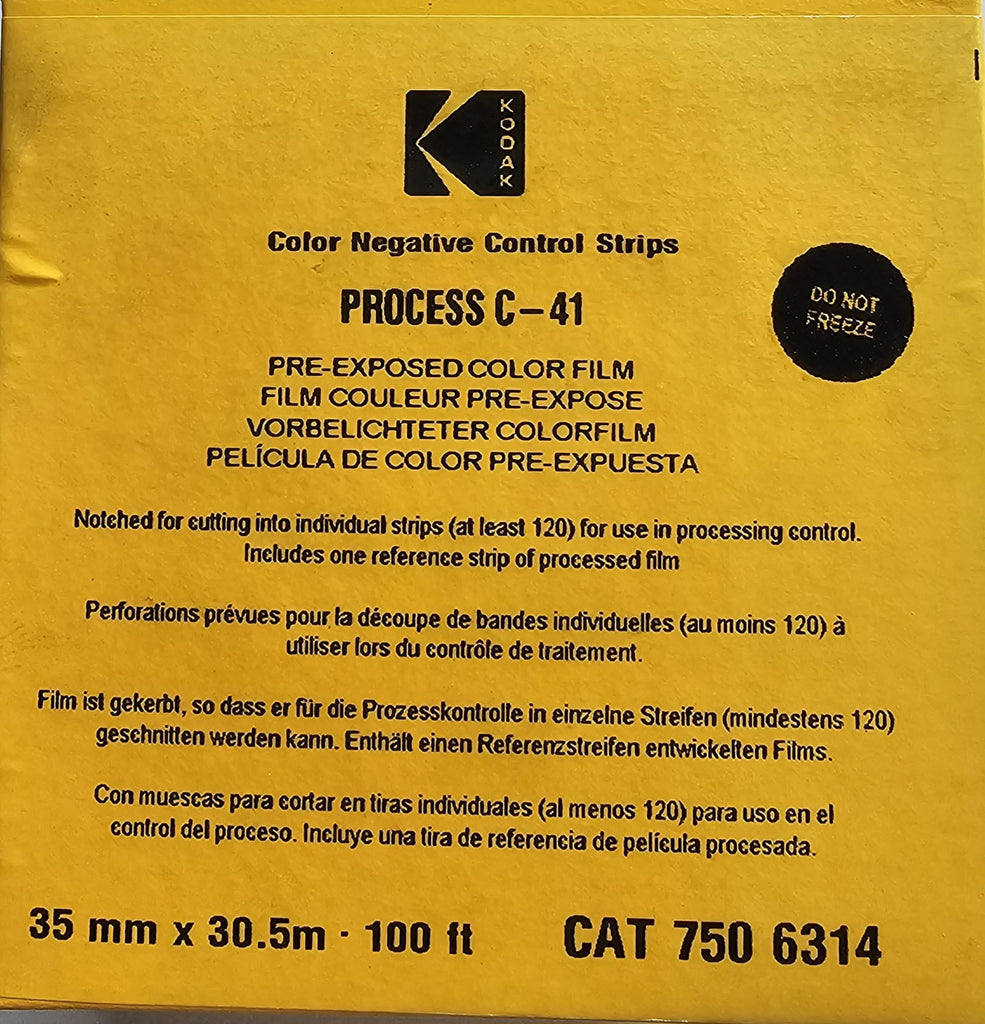 KODAK
Color Negative Control Strips
PROCESS C-41
DO NOT
FREEZE
PRE-EXPOSED COLOR FILM
FILM COULEUR PRE-EXPOSE
VORBELICHTETER COLORFILM
PELÍCULA DE COLOR PRE-EXPUESTA
Notched for cutting into individual strips (at least 120) for use in processing control.
Includes one reference strip of processed film
Perforations prévues pour la découpe de bandes individuelles (au moins 120) à
utiliser lors du contrôle de traitement.
Film ist gekerbt, so dass er für die Prozesskontrolle in einzelne Streifen (mindestens 120)
geschnitten werden kann. Enthält einen Referenzstreifen entwickelten Films.
Con muescas para cortar en tiras individuales (al menos 120) para uso en el
control del proceso. Incluye una tira de referencia de película procesada.
35 mm x 30.5m · 100 ft
CAT 750 6314